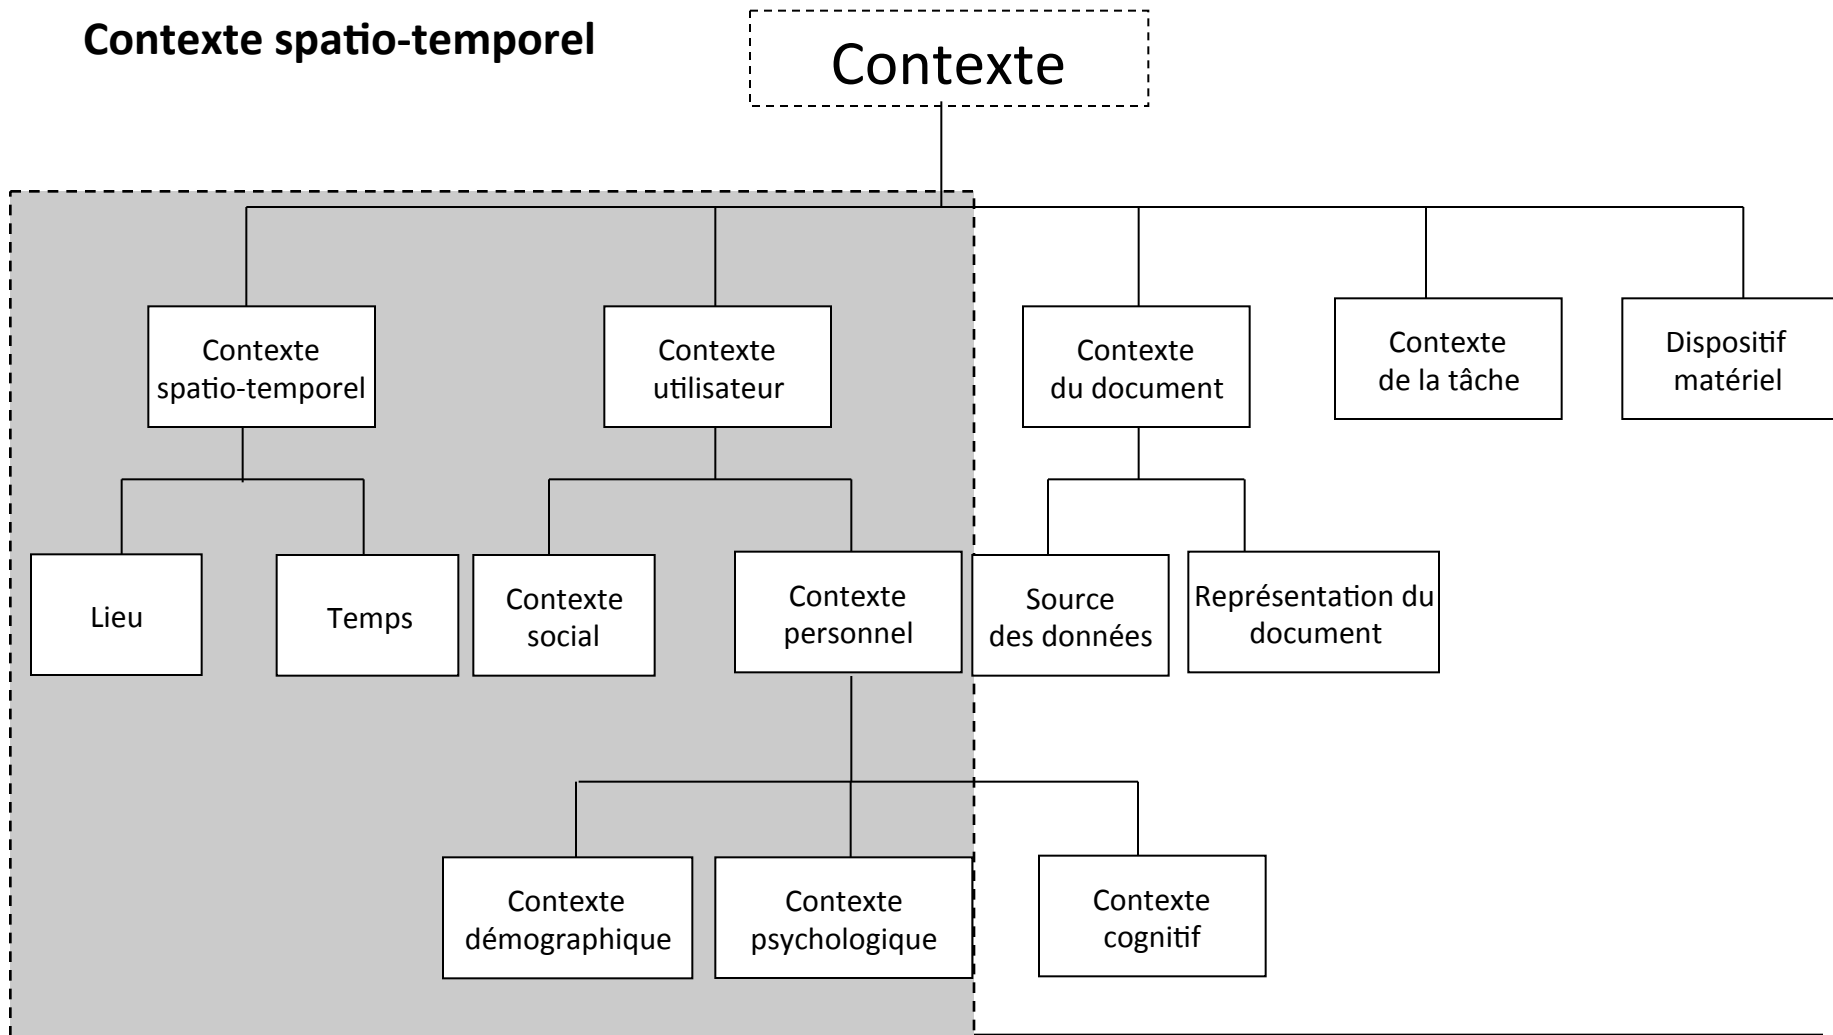 Contexte spatio-temporel
Contexte
Contexte
spatio-temporel
Contexte
utilisateur
Contexte
du document
Contexte
de la tâche
Dispositif
matériel
Lieu
Temps
Contexte
social
Contexte
personnel
Source
des données
Représentation du
document
Contexte
démographique
Contexte
psychologique
Contexte
cognitif